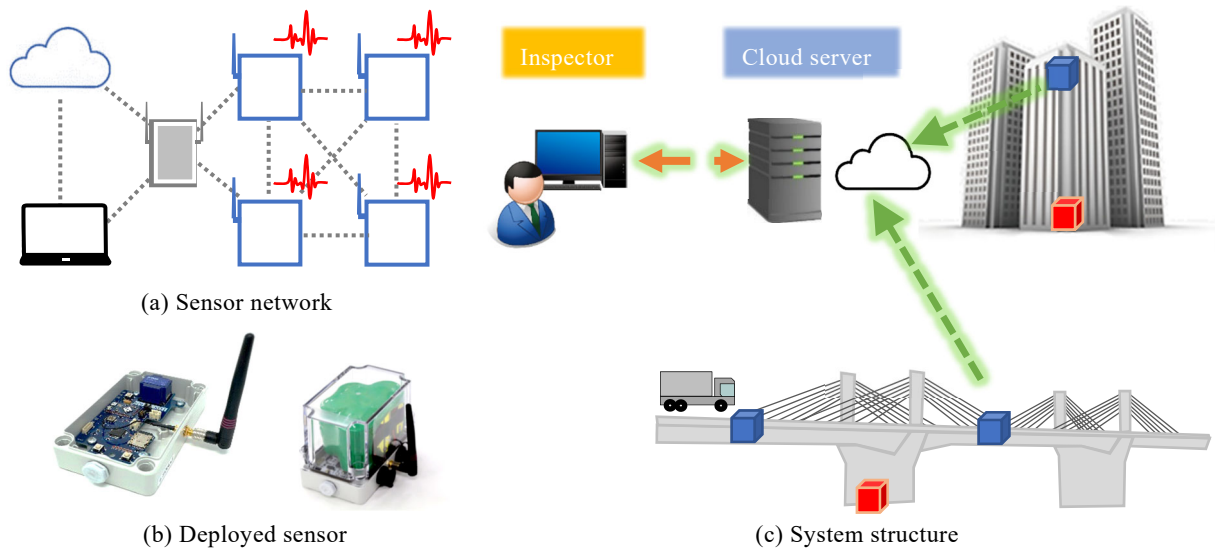 Inspector
Cloud server
(a) Sensor network
(b) Deployed sensor
(c) System structure